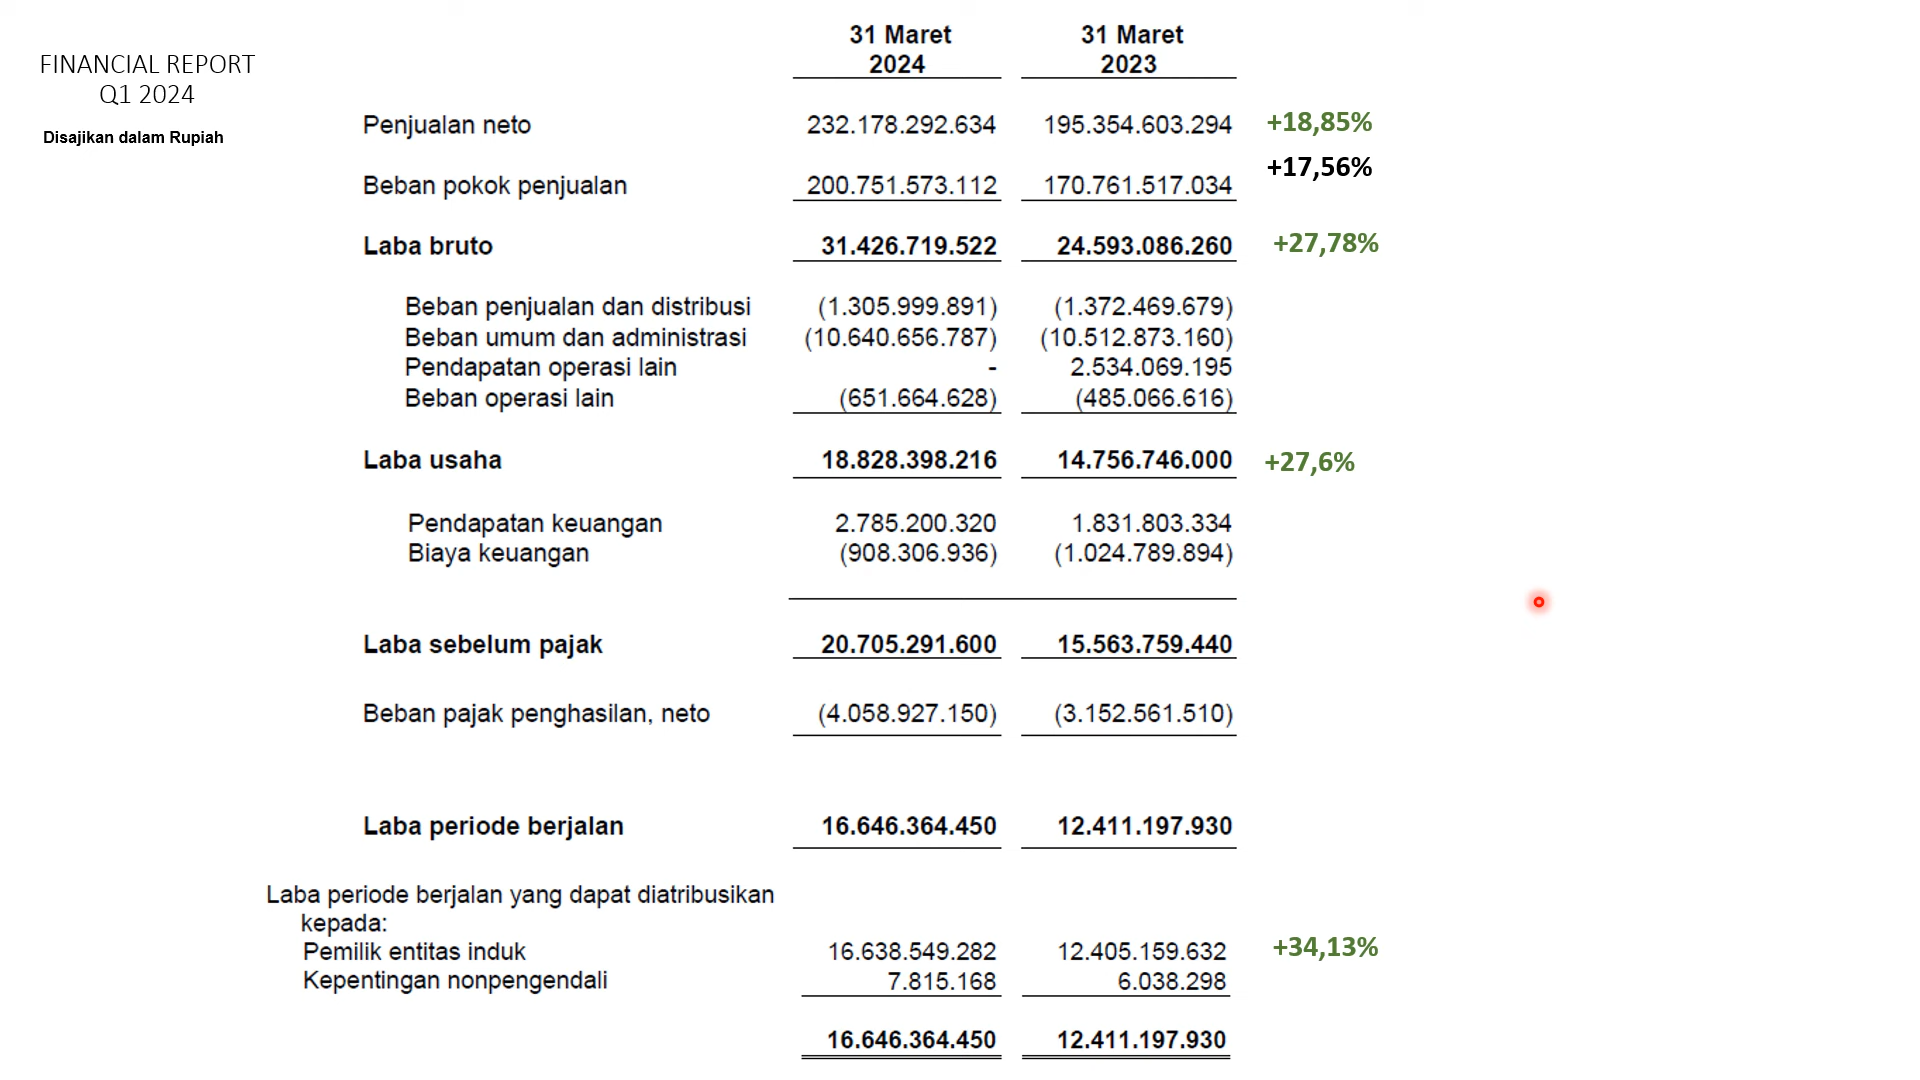 FINANCIAL REPORT
Q1 2024
Disajikan dalam Rupiah
31 Maret 31 Maret
2024 2023
Penjualan neto 232.178.292.634 195.354.603.294 +18,85%
Beban pokok penjualan 200.751.573.112 170.761.517.034 +17,56%
Laba bruto 31.426.719.522 24.593.086.260 +27,78%
Beban penjualan dan distribusi (1.305.999.891) (1.372.469.679)
Beban umum dan administrasi (10.640.656.787) (10.512.873.160)
Pendapatan operasi lain - 2.534.069.195
Beban operasi lain (651.664.628) (485.066.616)
Laba usaha 18.828.398.216 14.756.746.000 +27,6%
Pendapatan keuangan 2.785.200.320 1.831.803.334
Biaya keuangan (908.306.936) (1.024.789.894)
Laba sebelum pajak 20.705.291.600 15.563.759.440
Beban pajak penghasilan, neto (4.058.927.150) (3.152.561.510)
Laba periode berjalan 16.646.364.450 12.411.197.930
Laba periode berjalan yang dapat diatribusikan
kepada:
Pemilik entitas induk 16.638.549.282 12.405.159.632 +34,13%
Kepentingan nonpengendali 7.815.168 6.038.298
16.646.364.450 12.411.197.930